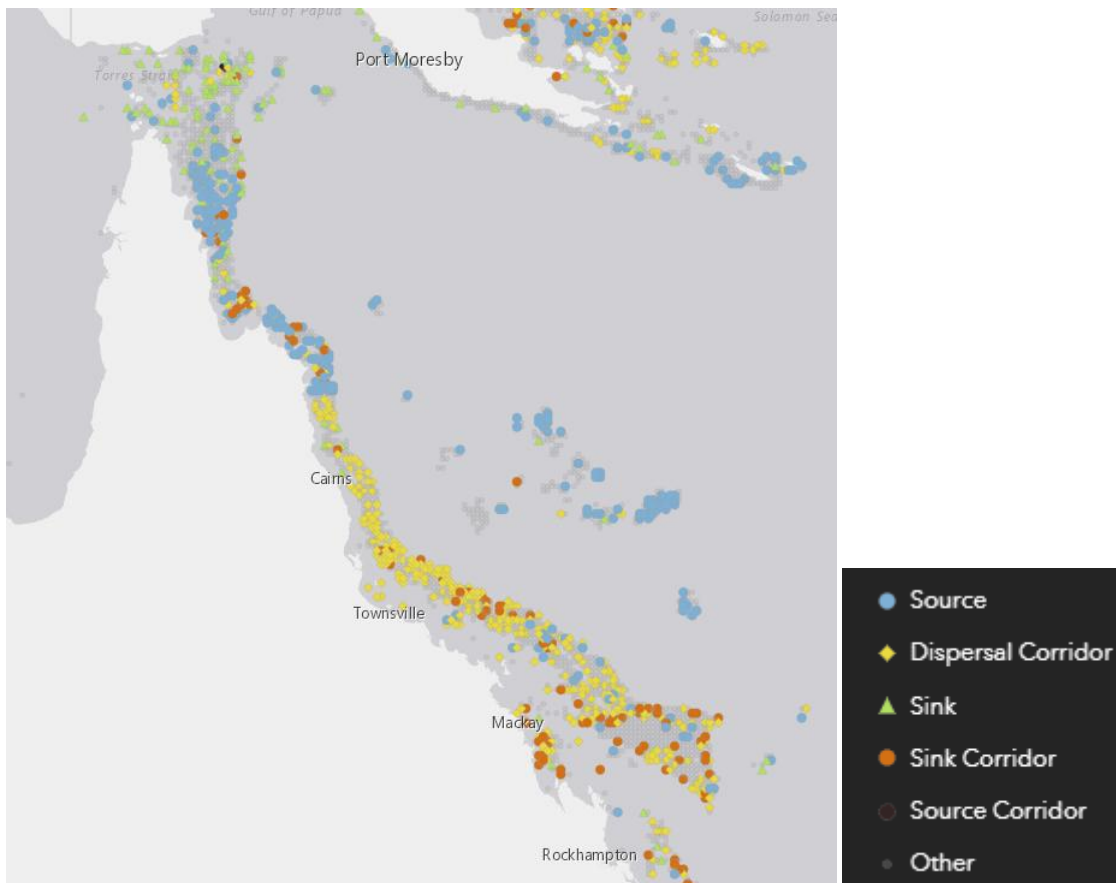 Gulf of Papua
Solomon Sea
Port Moresby
Torres Strait
Cairns
Townsville
Mackay
Rockhampton
Source
Dispersal Corridor
Sink
Sink Corridor
Source Corridor
Other